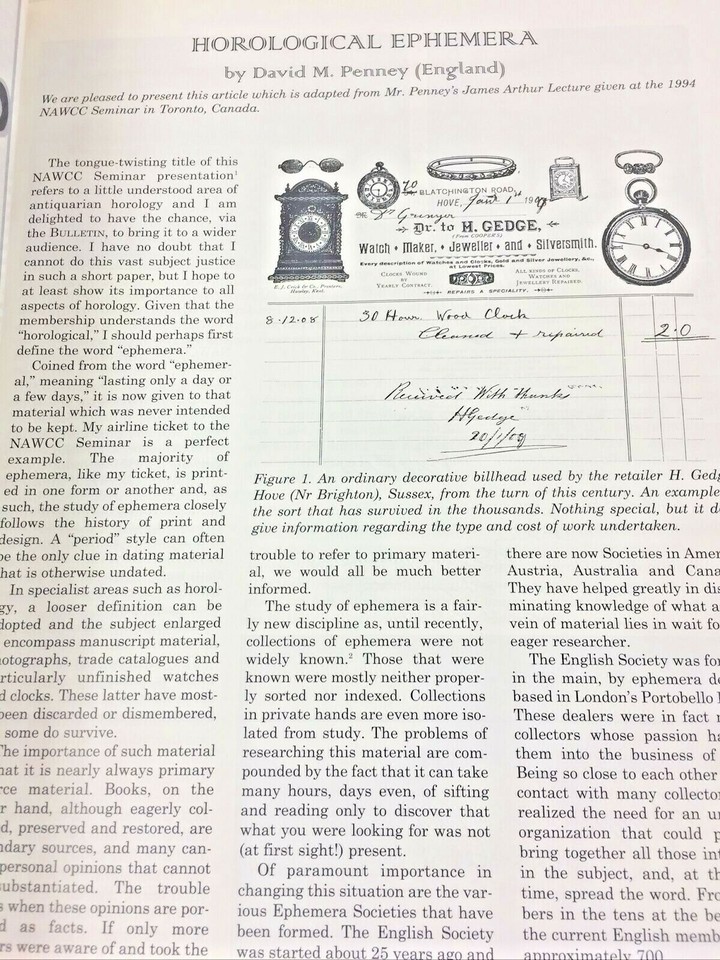 HOROLOGICAL EPHEMERA
by David M. Penney (England)
We are pleased to present this article which is adapted from Mr. Penney's James Arthur Lecture given at the 1994
NAWCC Seminar in Toronto, Canada.
The tongue-twisting title of this
NAWCC Seminar presentation¹
refers to a little understood area of
antiquarian horology and I am
delighted to have the chance, via
the BULLETIN, to bring it to a wider
audience. I have no doubt that I
cannot do this vast subject justice
in such a short paper, but I hope to
at least show its importance to all
aspects of horology. Given that the
membership understands the word
"horological," I should perhaps first
define the word "ephemera."
Coined from the word "ephemer-
al," meaning "lasting only a day or
a few days," it is now given to that
material which was never intended
to be kept. My airline ticket to the
NAWCC Seminar is a perfect
example. The majority of
ephemera, like my ticket, is print-
ed in one form or another and, as
such, the study of ephemera closely
follows the history of print and
design. A "period" style can often
be the only clue in dating material
that is otherwise undated.
In specialist areas such as horol-
gy, a looser definition can be
dopted and the subject enlarged
encompass manuscript material,
hotographs, trade catalogues and
rticularly unfinished watches
d clocks. These latter have most-
been discarded or dismembered,
some do survive.
The importance of such material
hat it is nearly always primary
rce material. Books, on the
r hand, although eagerly col-
d, preserved and restored, are
ndary sources, and many can-
personal opinions that cannot
substantiated. The trouble
s when these opinions are por-
d as facts. If only more
rs were aware of and took the
70 BLATCHINGTON ROAD,
HOVE, Jan 1st 190
Dr. to H. GEDGE,
(From COOPER'S)
Watch • Maker, • Jeweller • and • Silversmith.
Every description of Watches and Clocks, Gold and Silver Jewellery, &c.,
at Lowest Prices.
CLOCKS WOUND
BY
YEARLY CONTRACT.
ALL KINDS OF CLOCKS,
WATCHES AND
JEWELLERY REPAIRED.
REPAIRS A SPECIALITY.
8.12.08 30 Hour Wood Clock
Cleaned + repaired 2.0
Received With thanks
H Gedge
20/1/09
Figure 1. An ordinary decorative billhead used by the retailer H. Gedg
Hove (Nr Brighton), Sussex, from the turn of this century. An example
the sort that has survived in the thousands. Nothing special, but it d
give information regarding the type and cost of work undertaken.
trouble to refer to primary materi-
al, we would all be much better
informed.
The study of ephemera is a fair-
ly new discipline as, until recently,
collections of ephemera were not
widely known.² Those that were
known were mostly neither proper-
ly sorted nor indexed. Collections
in private hands are even more iso-
lated from study. The problems of
researching this material are com-
pounded by the fact that it can take
many hours, days even, of sifting
and reading only to discover that
what you were looking for was not
(at first sight!) present.
Of paramount importance in
changing this situation are the var-
ious Ephemera Societies that have
been formed. The English Society
was started about 25 years ago and
there are now Societies in Amer
Austria, Australia and Cana
They have helped greatly in dis
minating knowledge of what a
vein of material lies in wait fo
eager researcher.
The English Society was for
in the main, by ephemera de
based in London's Portobello
These dealers were in fact
collectors whose passion ha
them into the business of
Being so close to each other
contact with many collecto
realized the need for an u
organization that could p
bring together all those int
in the subject, and, at th
time, spread the word. Fro
bers in the tens at the be
the current English memb
approximately 700